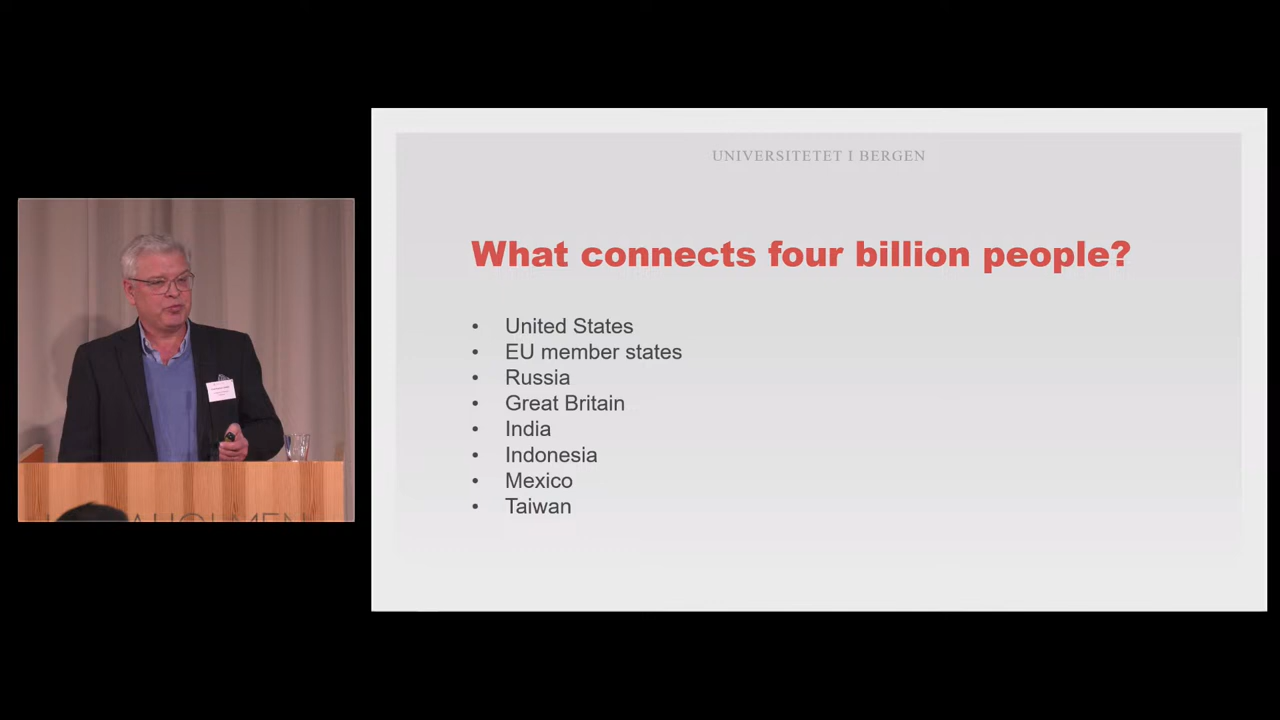 UNIVERSITETET I BERGEN
What connects four billion people?
• United States
• EU member states
• Russia
• Great Britain
• India
• Indonesia
• Mexico
• Taiwan